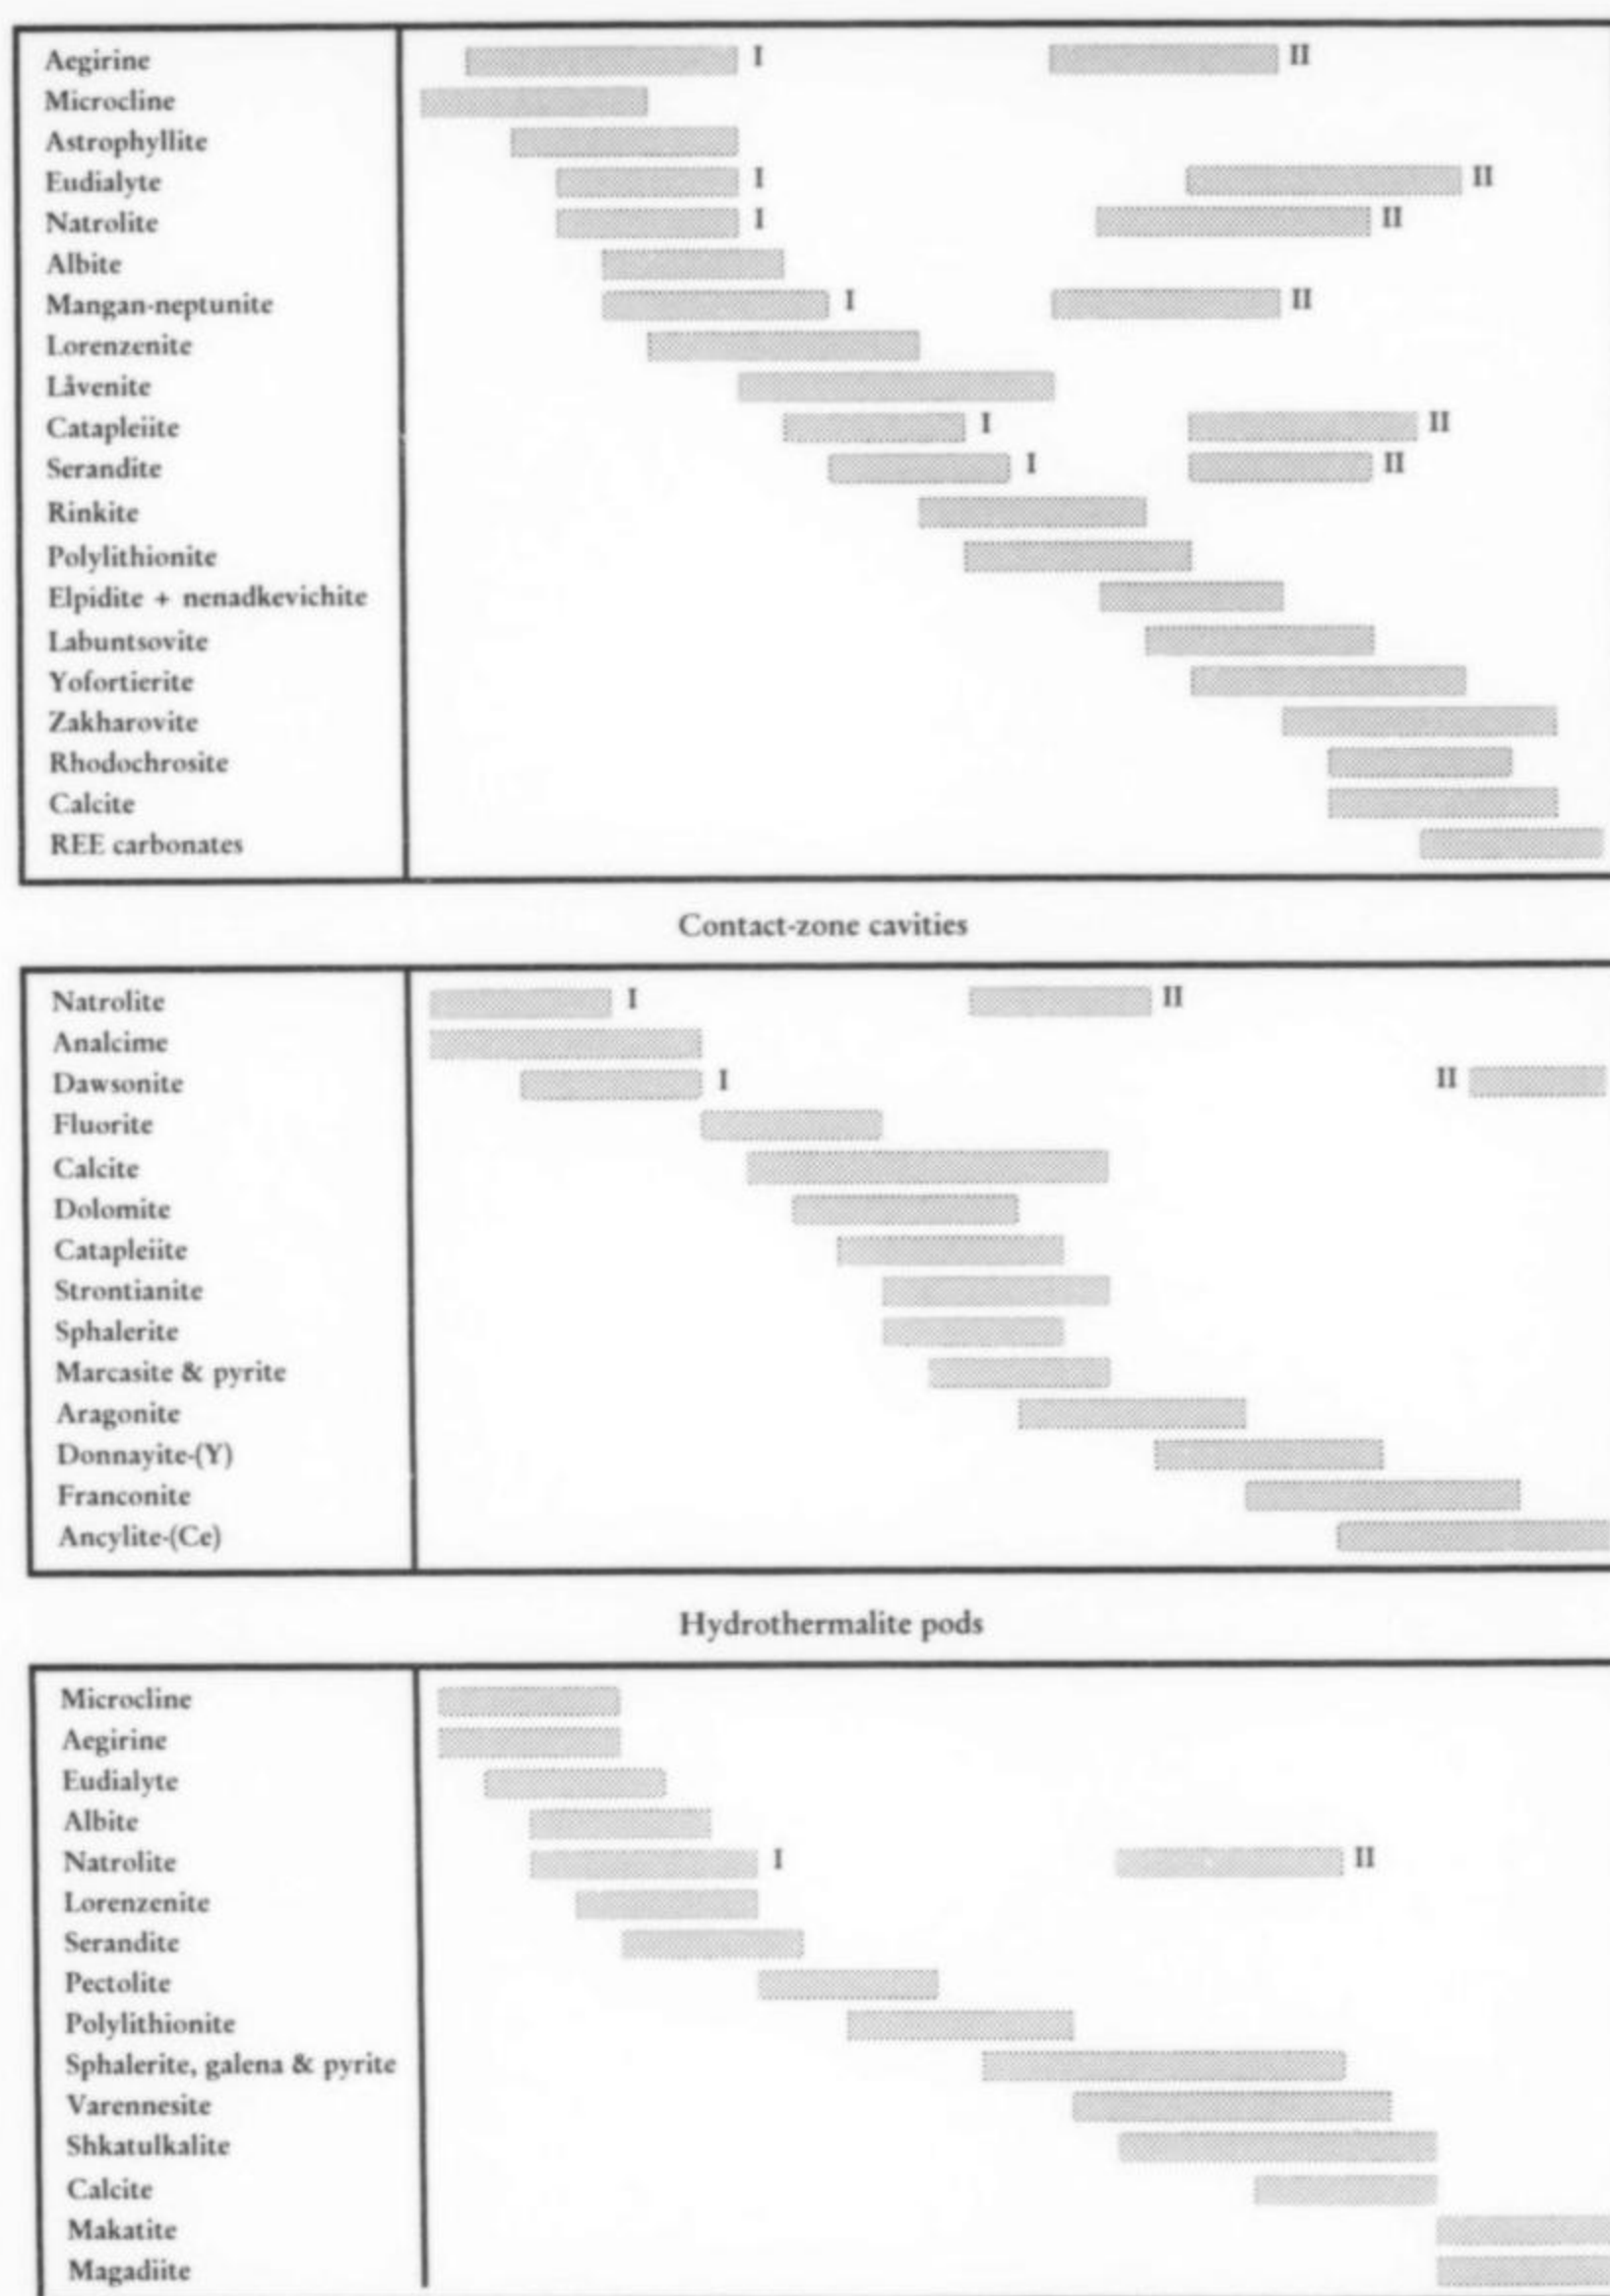 Aegirine I II
Microcline
Astrophyllite
Eudialyte I II
Natrolite I II
Albite
Mangan-neptunite I II
Lorenzenite
Låvenite
Catapleiite I II
Serandite I II
Rinkite
Polylithionite
Elpidite + nenadkevichite
Labuntsovite
Yofortierite
Zakharovite
Rhodochrosite
Calcite
REE carbonates
Contact-zone cavities
Natrolite I II
Analcime
Dawsonite I II
Fluorite
Calcite
Dolomite
Catapleiite
Strontianite
Sphalerite
Marcasite & pyrite
Aragonite
Donnayite-(Y)
Franconite
Ancylite-(Ce)
Hydrothermalite pods
Microcline
Aegirine
Eudialyte
Albite
Natrolite I II
Lorenzenite
Serandite
Pectolite
Polylithionite
Sphalerite, galena & pyrite
Varennesite
Shkatulkalite
Calcite
Makatite
Magadiite